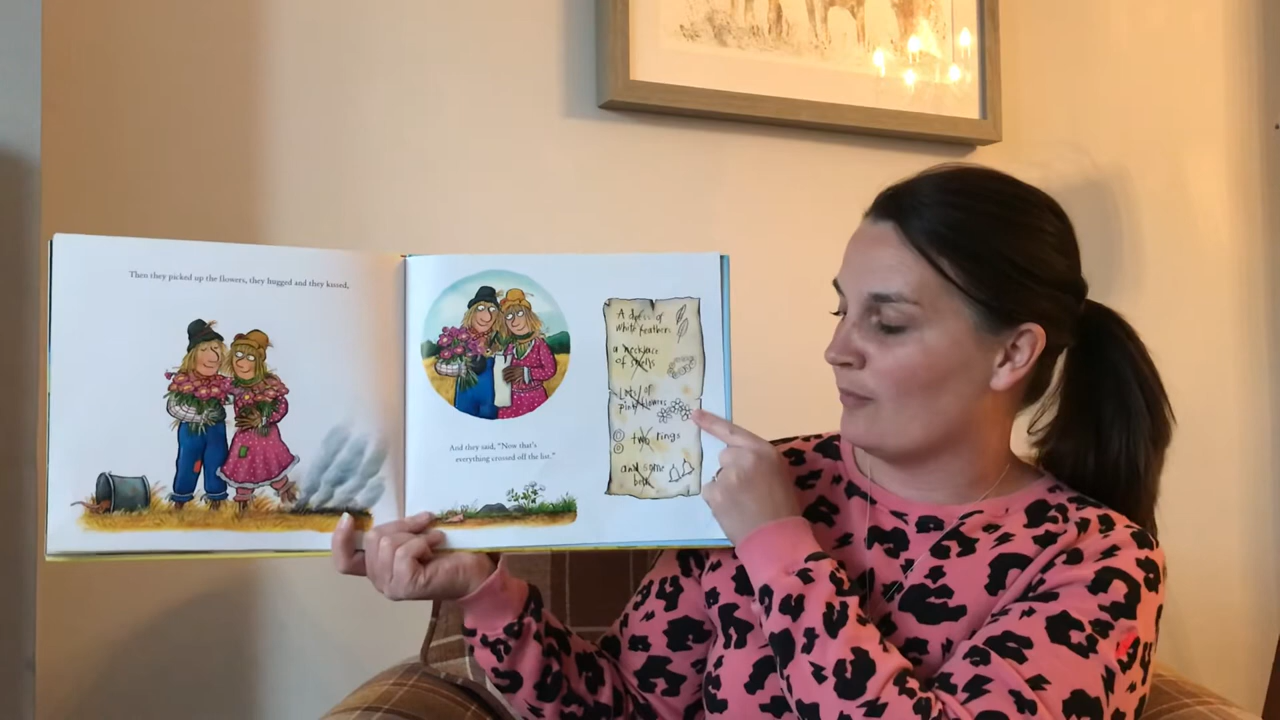 Then they picked up the flowers, they hugged and they kissed,
And they said, "Now that's
everything crossed off the list."
A dress of
white feathers
a necklace
of shells
Lots of
pink flowers
two rings
and some
bells